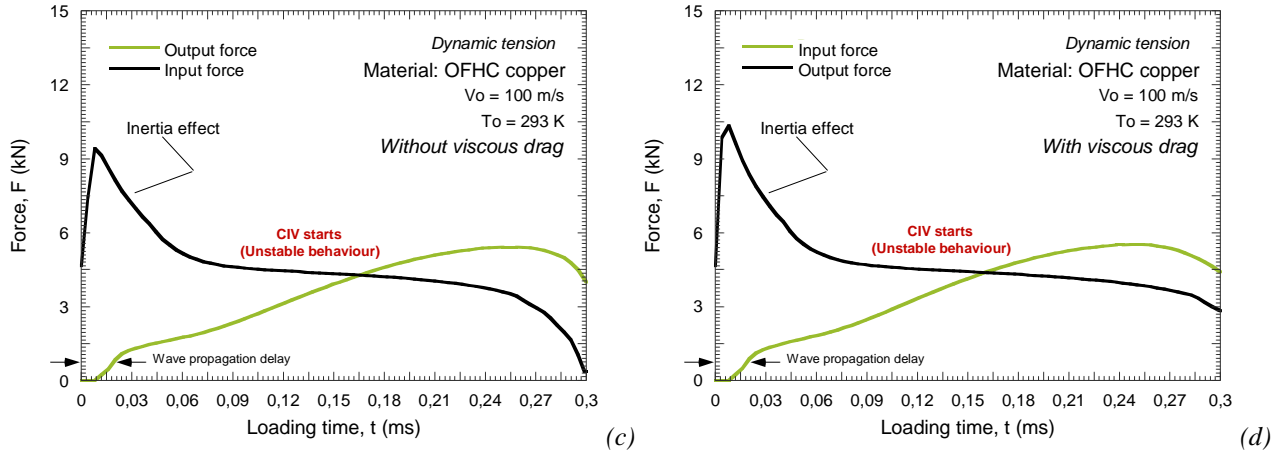 15
12
9
6
3
0
Force, F (kN)
Output force
Input force
Dynamic tension
Material: OFHC copper
Vo = 100 m/s
To = 293 K
Without viscous drag
Inertia effect
CIV starts
(Unstable behaviour)
Wave propagation delay
0 0,03 0,06 0,09 0,12 0,15 0,18 0,21 0,24 0,27 0,3
Loading time, t (ms)
(c)
15
12
9
6
3
0
Force, F (kN)
Input force
Output force
Dynamic tension
Material: OFHC copper
Vo = 100 m/s
To = 293 K
With viscous drag
Inertia effect
CIV starts
(Unstable behaviour)
Wave propagation delay
0 0,03 0,06 0,09 0,12 0,15 0,18 0,21 0,24 0,27 0,3
Loading time, t (ms)
(d)